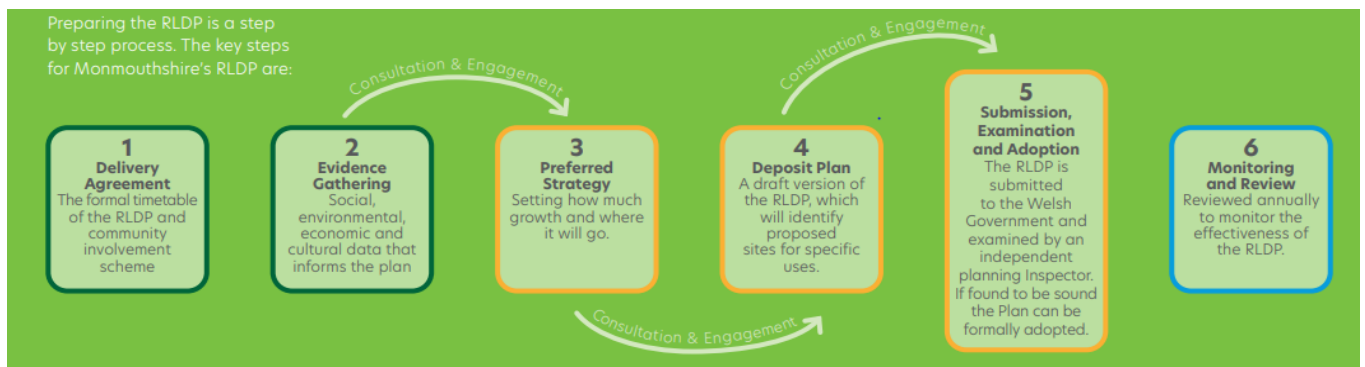 Preparing the RLDP is a step
by step process. The key steps
for Monmouthshire's RLDP are:
Consultation & Engagement
Consultation & Engagement
1
Delivery
Agreement
The formal timetable
of the RLDP and
community
involvement
scheme
2
Evidence
Gathering
Social,
environmental,
economic and
cultural data that
informs the plan
3
Preferred
Strategy
Setting how much
growth and where
it will go.
4
Deposit Plan
A draft version of
the RLDP, which
will identify
proposed
sites for specific
uses.
5
Submission,
Examination
and Adoption
The RLDP is
submitted
to the Welsh
Government and
examined by an
independent
planning Inspector.
If found to be sound
the Plan can be
formally adopted.
6
Monitoring
and Review
Reviewed annually
to monitor the
effectiveness of
the RLDP.
Consultation & Engagement